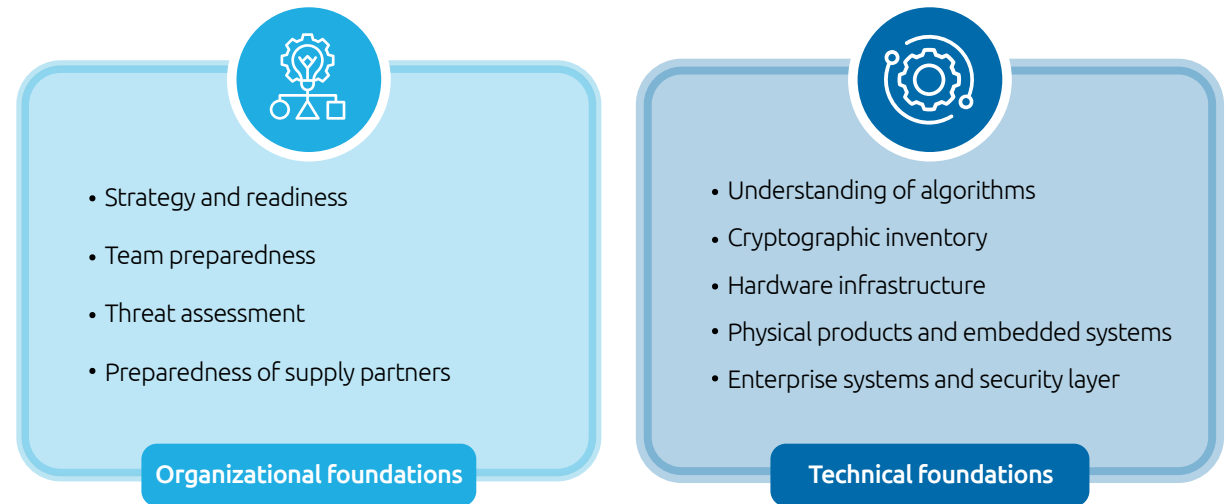 • Strategy and readiness
• Team preparedness
• Threat assessment
• Preparedness of supply partners
Organizational foundations
• Understanding of algorithms
• Cryptographic inventory
• Hardware infrastructure
• Physical products and embedded systems
• Enterprise systems and security layer
Technical foundations